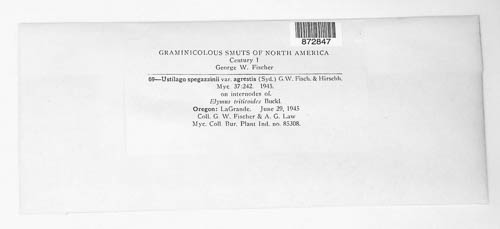 872847
GRAMINICOLOUS SMUTS OF NORTH AMERICA
Century I
George W. Fischer
69—Ustilago spegazzinii var. agrestis (Syd.) G.W. Fisch. & Hirschh.
Myc 37:242. 1945.
on internodes of.
Elymus triticoides Buckl.
Oregon: LaGrande. June 29, 1945
Coll. G. W. Fischer & A. G. Law
Myc. Coll. Bur. Plant Ind. no. 85308.